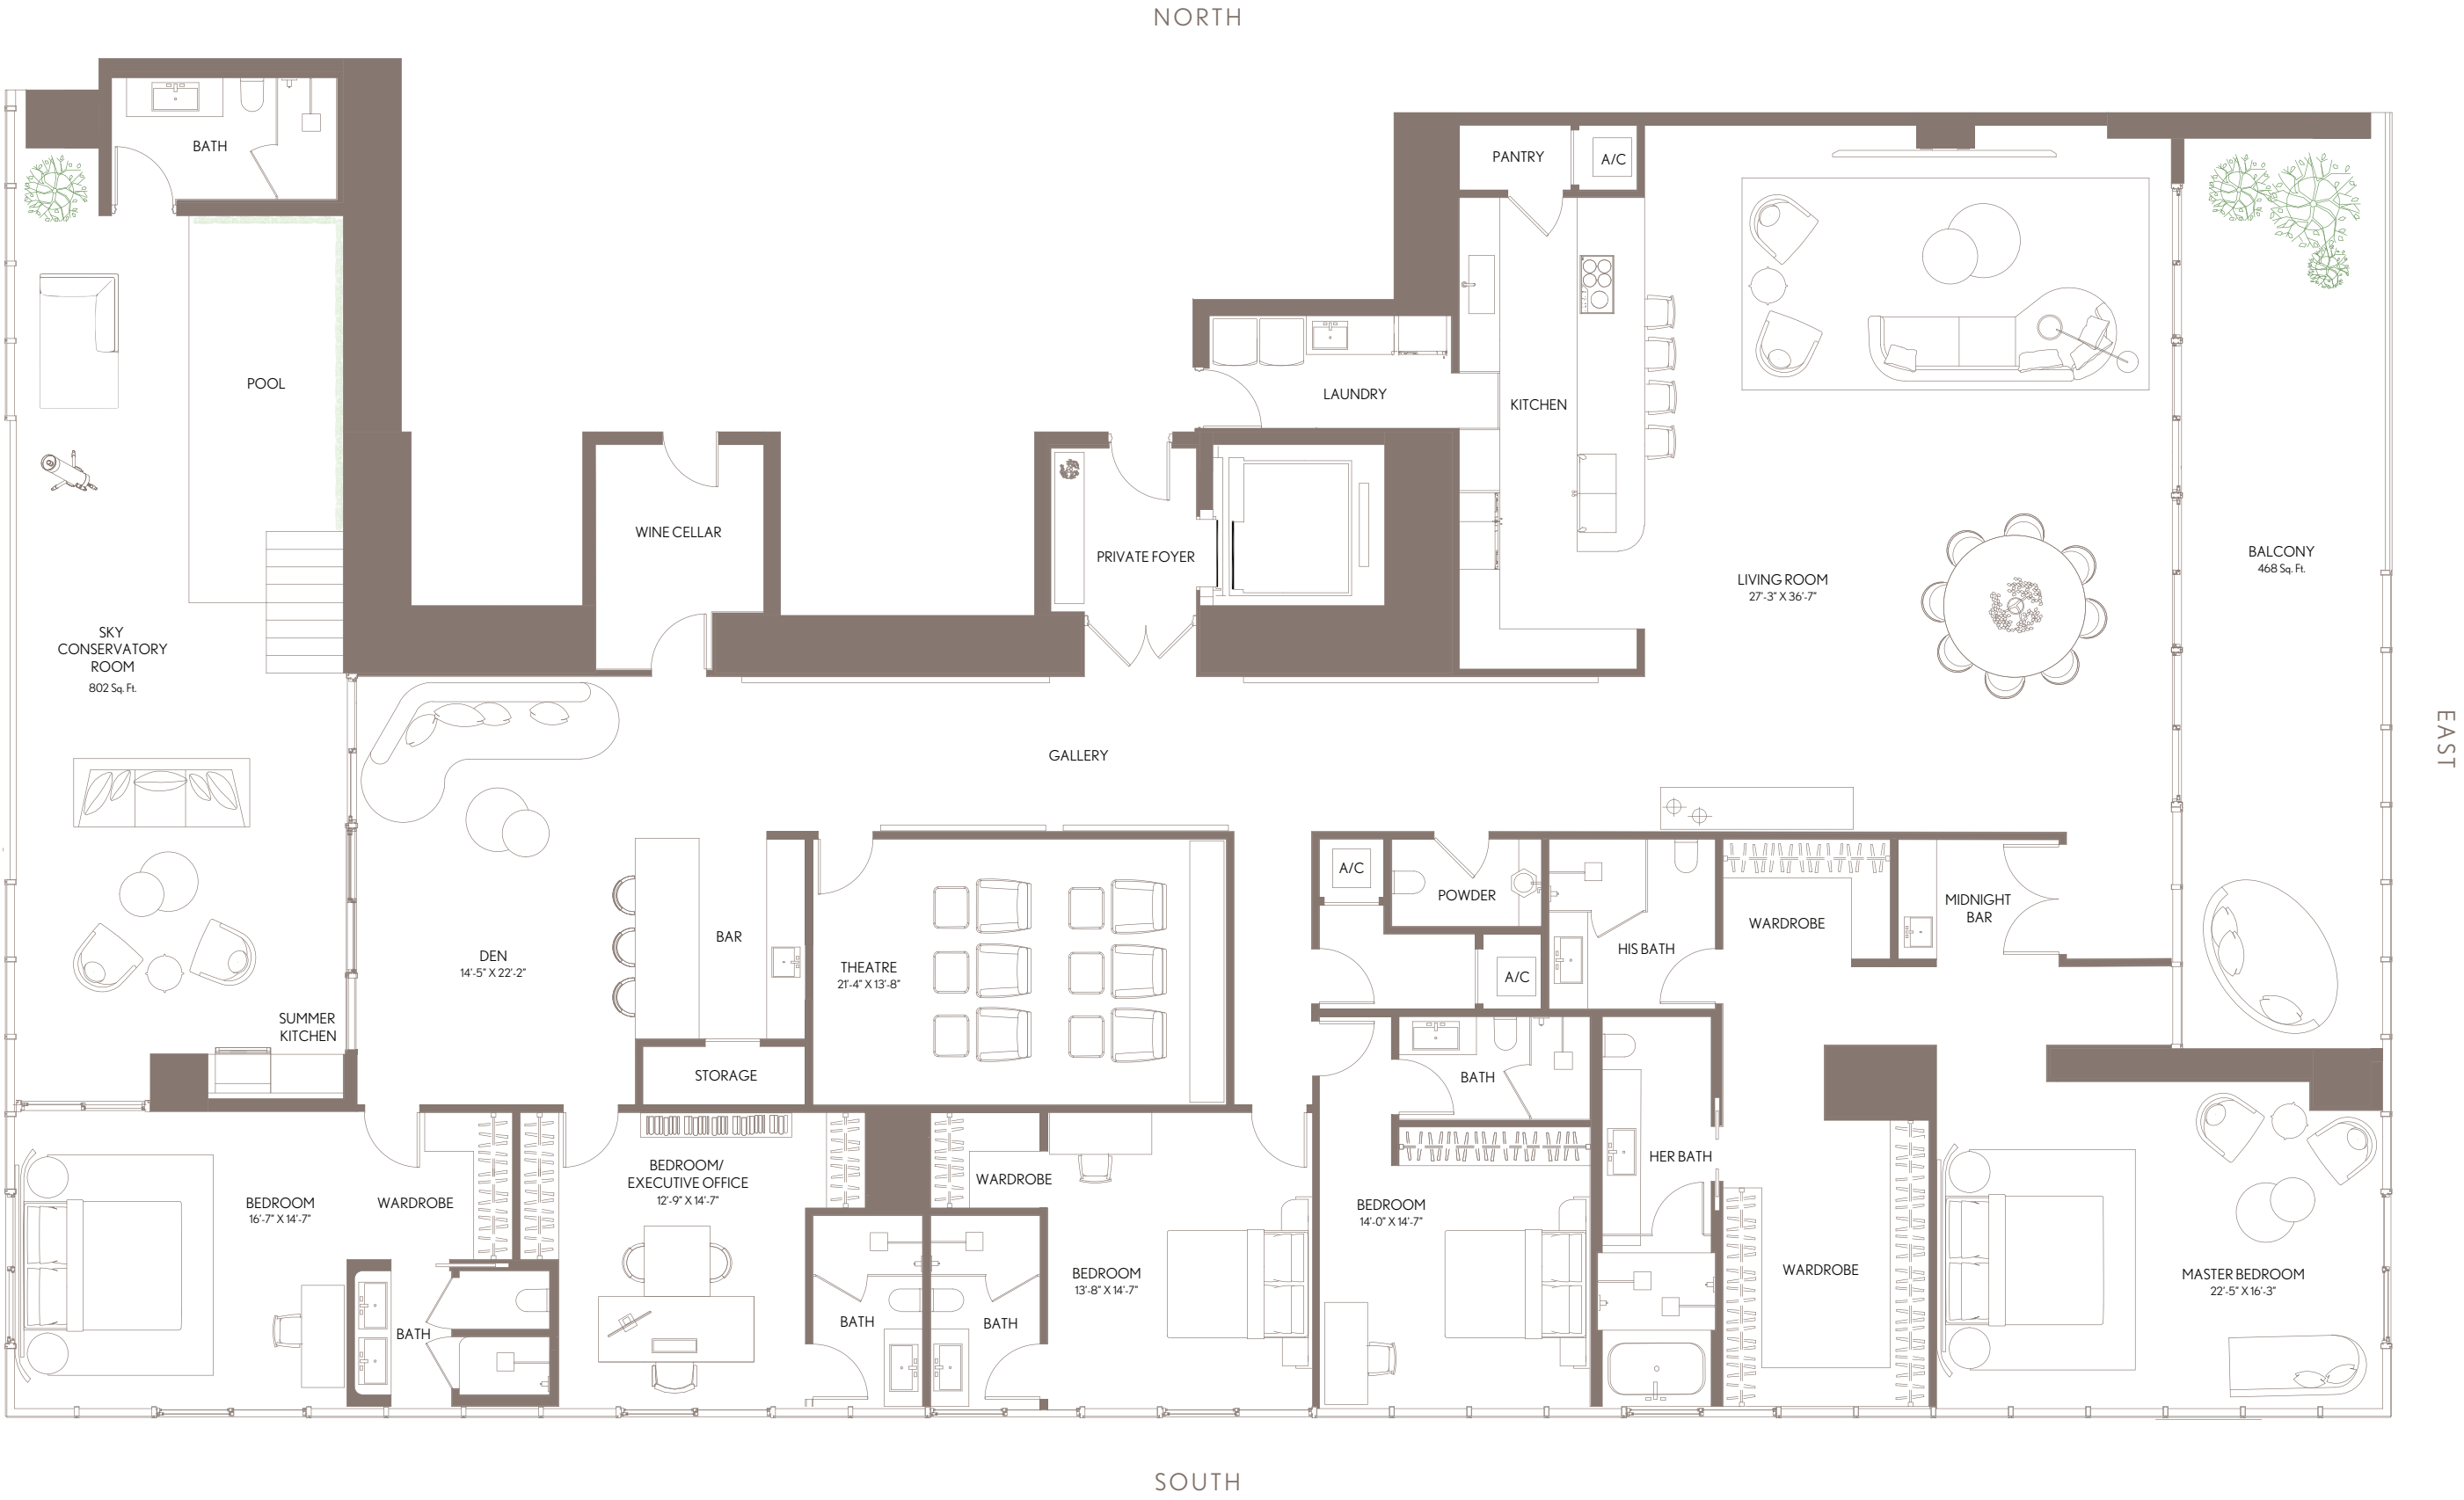 NORTH
BATH
PANTRY
A/C
POOL
LAUNDRY
KITCHEN
WINE CELLAR
PRIVATE FOYER
LIVING ROOM
27'-3" X 36'-7"
BALCONY
468 Sq. Ft.
SKY
CONSERVATORY
ROOM
802 Sq. Ft.
EAST
GALLERY
A/C
POWDER
MIDNIGHT
BAR
WARDROBE
BAR
HIS BATH
DEN
14'-5" X 22'-2"
THEATRE
21'-4" X 13'-8"
A/C
SUMMER
KITCHEN
STORAGE
BATH
HER BATH
BEDROOM/
EXECUTIVE OFFICE
12'-9" X 14'-7"
WARDROBE
BEDROOM
16'-7" X 14'-7"
WARDROBE
BEDROOM
14'-0" X 14'-7"
BEDROOM
13'-8" X 14'-7"
WARDROBE
MASTER BEDROOM
22'-5" X 16'-3"
BATH
BATH
BATH
SOUTH